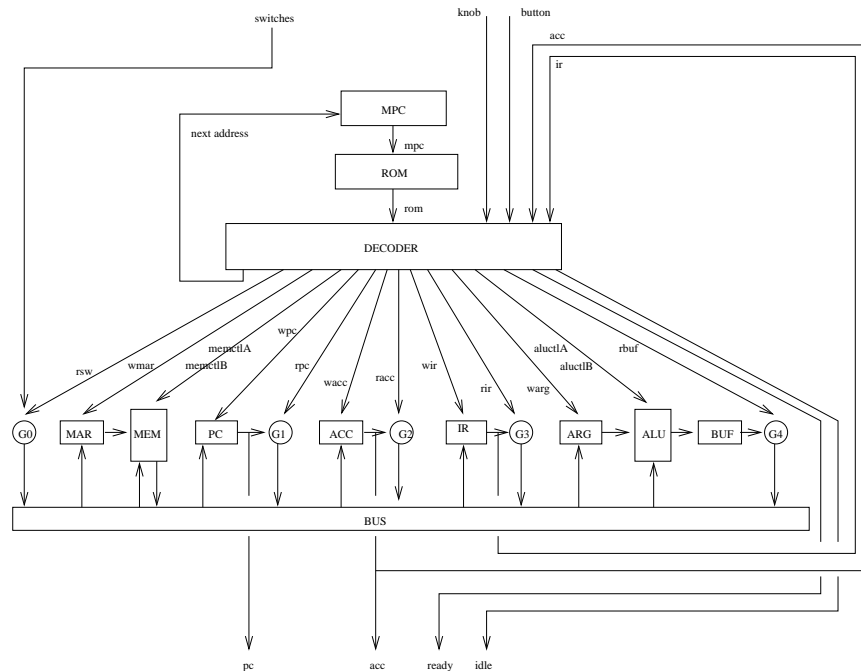 switches
knob
button
acc
ir
MPC
next address
mpc
ROM
rom
DECODER
rsw
wmar
memctlA
memctlB
wpc
rpc
wacc
racc
wir
rir
warg
aluctlA
aluctlB
rbuf
G0
MAR
MEM
PC
G1
ACC
G2
IR
G3
ARG
ALU
BUF
G4
BUS
pc
acc
ready
idle